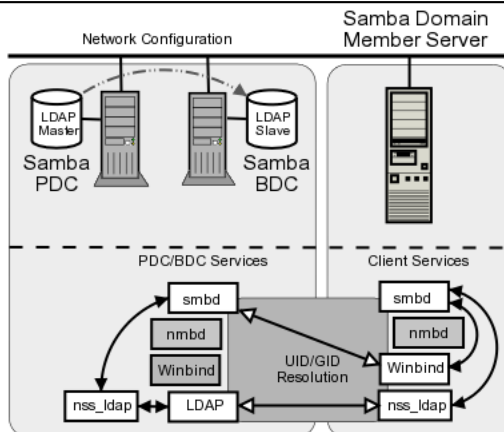 Samba Domain
Member Server
Network Configuration
LDAP
Master
LDAP
Slave
Samba
PDC
Samba
BDC
PDC/BDC Services
Client Services
smbd
smbd
nmbd
nmbd
UID/GID
Resolution
Winbind
Winbind
nss_ldap
LDAP
nss_ldap